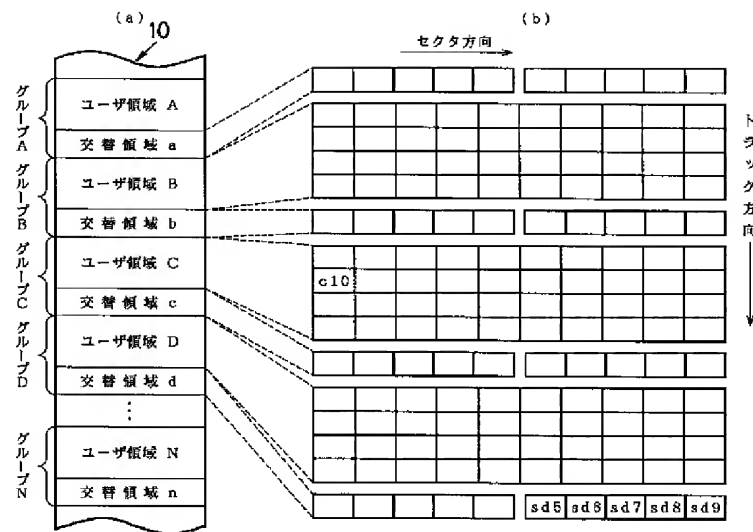 (a)
10
グループA
ユーザ領域 A
交替領域 a
グループB
ユーザ領域 B
交替領域 b
グループC
ユーザ領域 C
交替領域 c
グループD
ユーザ領域 D
交替領域 d
⋮
グループN
ユーザ領域 N
交替領域 n
(b)
セクタ方向
トラック方向
c10
sd5 sd6 sd7 sd8 sd9